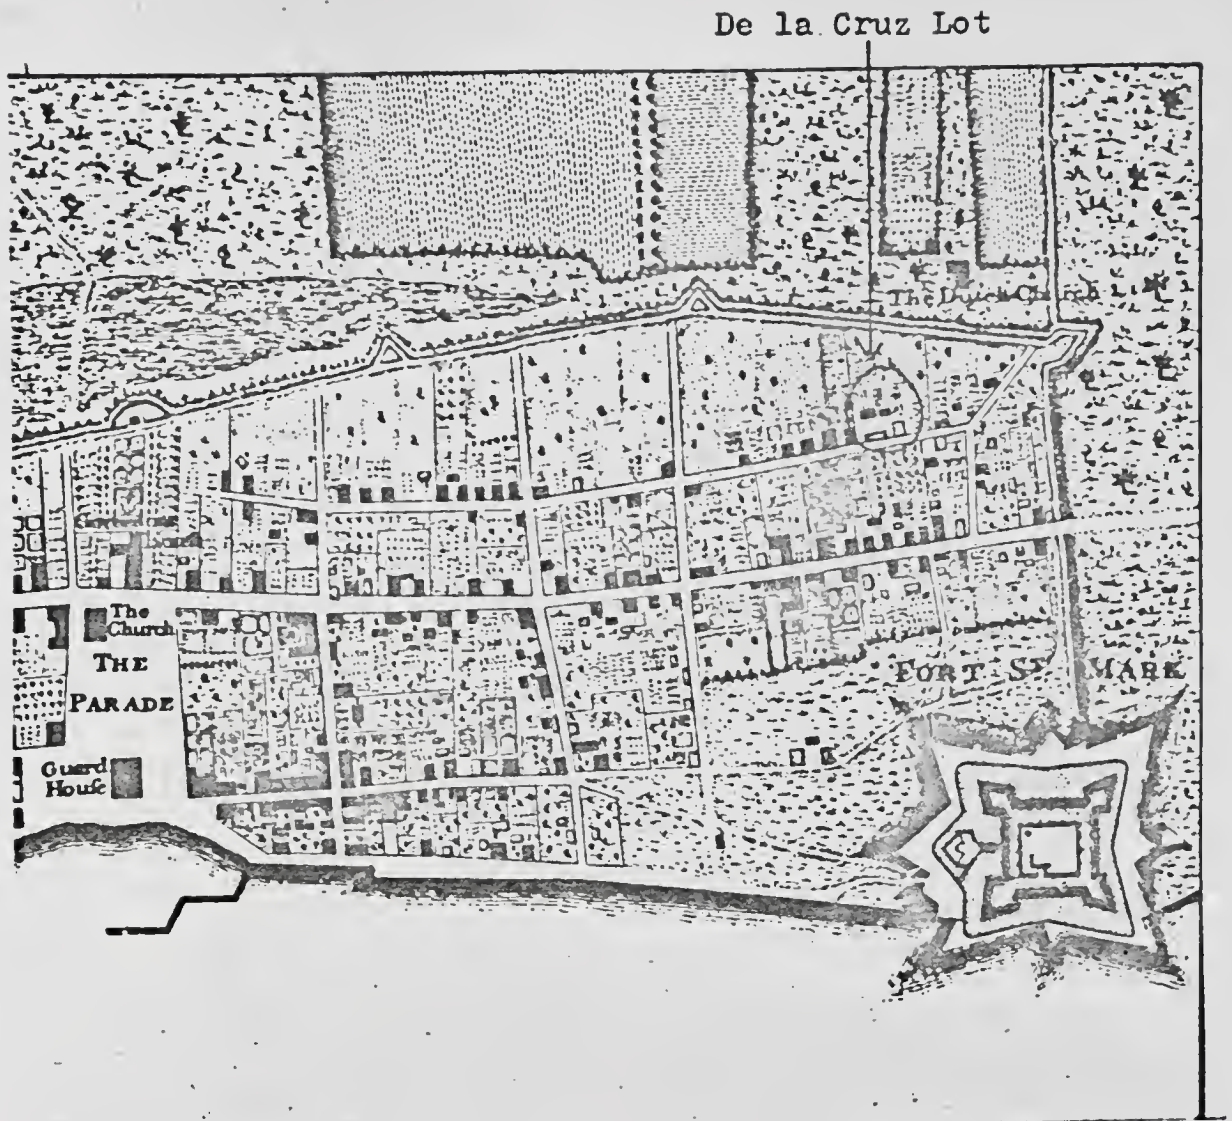 De la Cruz Lot
The Dutch Church
The
Church
THE
PARADE
FORT ST. MARK
Guard
Houſe